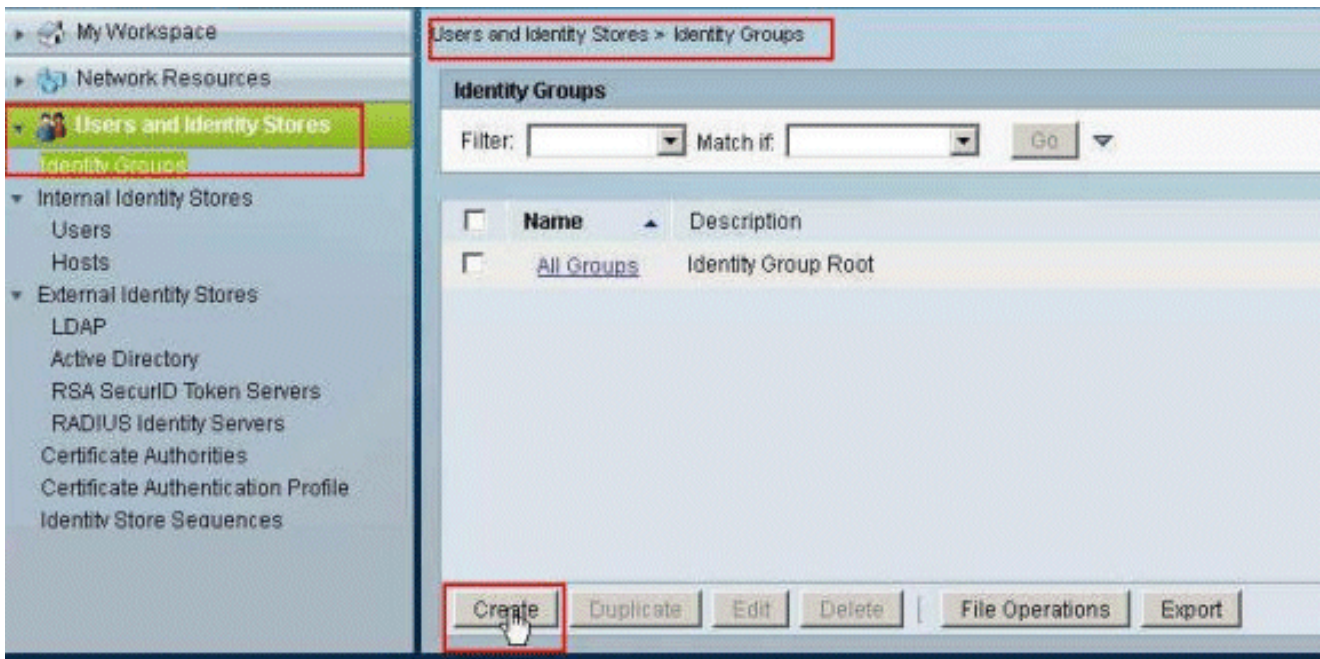 My Workspace
Network Resources
Users and Identity Stores
Identity Groups
Internal Identity Stores
Users
Hosts
External Identity Stores
LDAP
Active Directory
RSA SecurID Token Servers
RADIUS Identity Servers
Certificate Authorities
Certificate Authentication Profile
Identity Store Sequences
Users and Identity Stores > Identity Groups
Identity Groups
Filter: Match if: Go
Name Description
All Groups Identity Group Root
Create Duplicate Edit Delete | File Operations Export